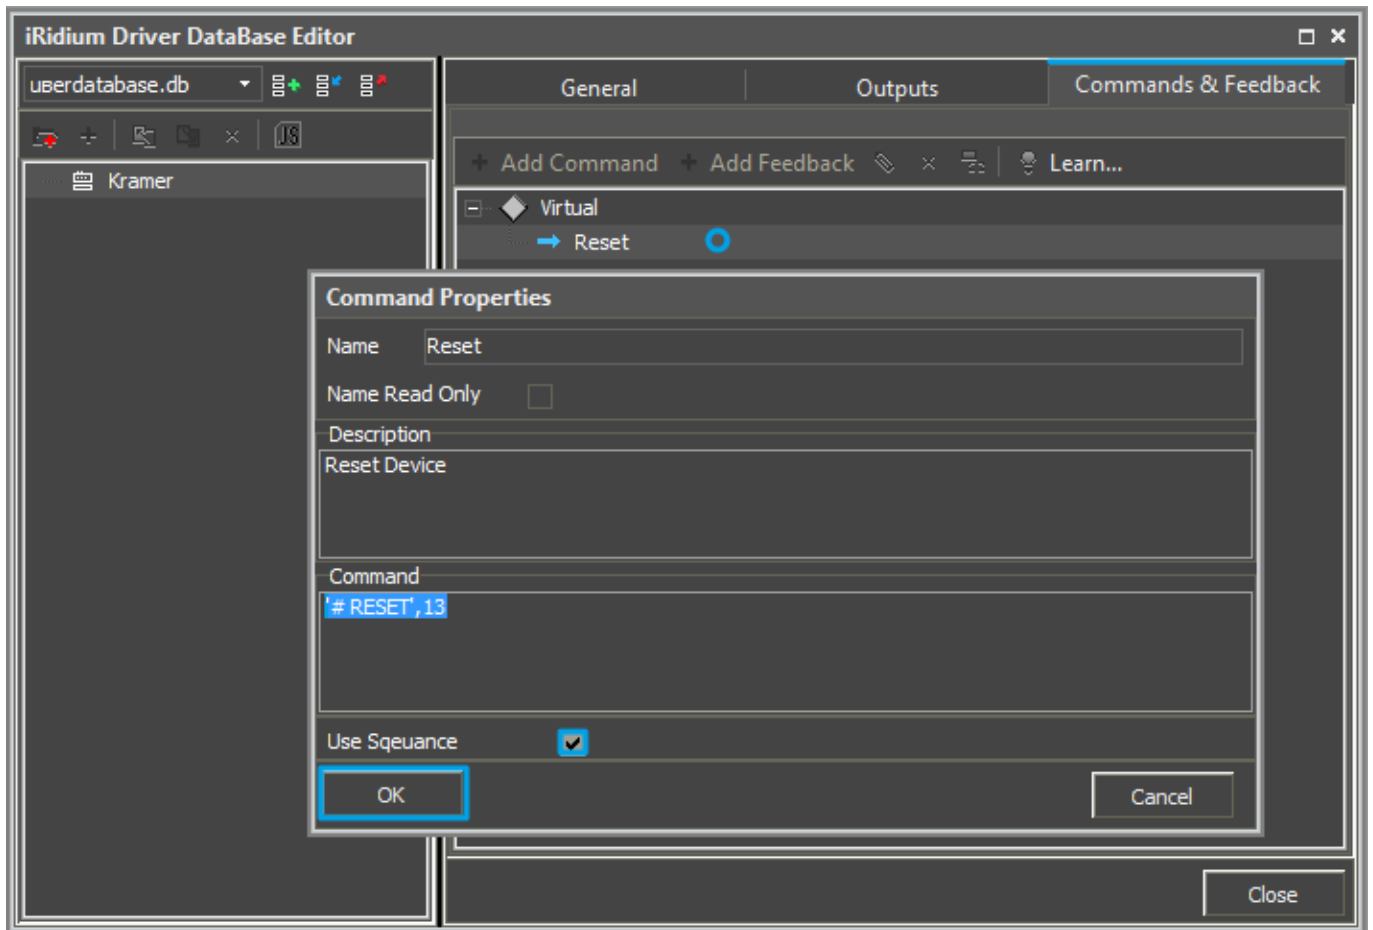 iRidium Driver DataBase Editor
userdatabase.db
General
Outputs
Commands & Feedback
JS
Add Command
Add Feedback
Learn...
Kramer
Virtual
Reset
Command Properties
Name
Reset
Name Read Only
Description
Reset Device
Command
'# RESET',13
Use Sqeuance
OK
Cancel
Close